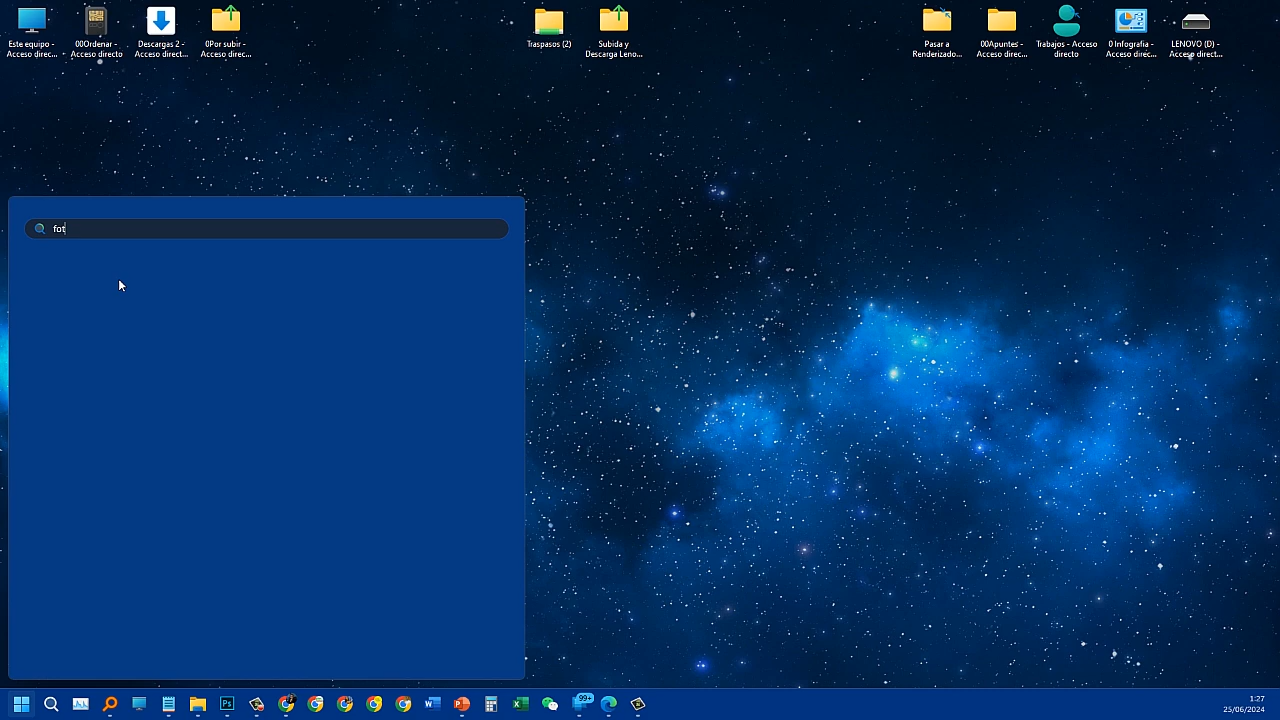 Este equipo -
Acceso direc...
00Ordenar -
Acceso directo
Descargas 2 -
Acceso direct...
0Por subir -
Acceso direc...
Traspasos (2)
Subida y
Descarga Leno...
Pasar a
Renderizado...
00Apuntes -
Acceso direc...
Trabajos - Acceso
directo
0 Infografia -
Acceso direc...
LENOVO (D) -
Acceso direct...
fot
Ps
99+
1:27
25/06/2024